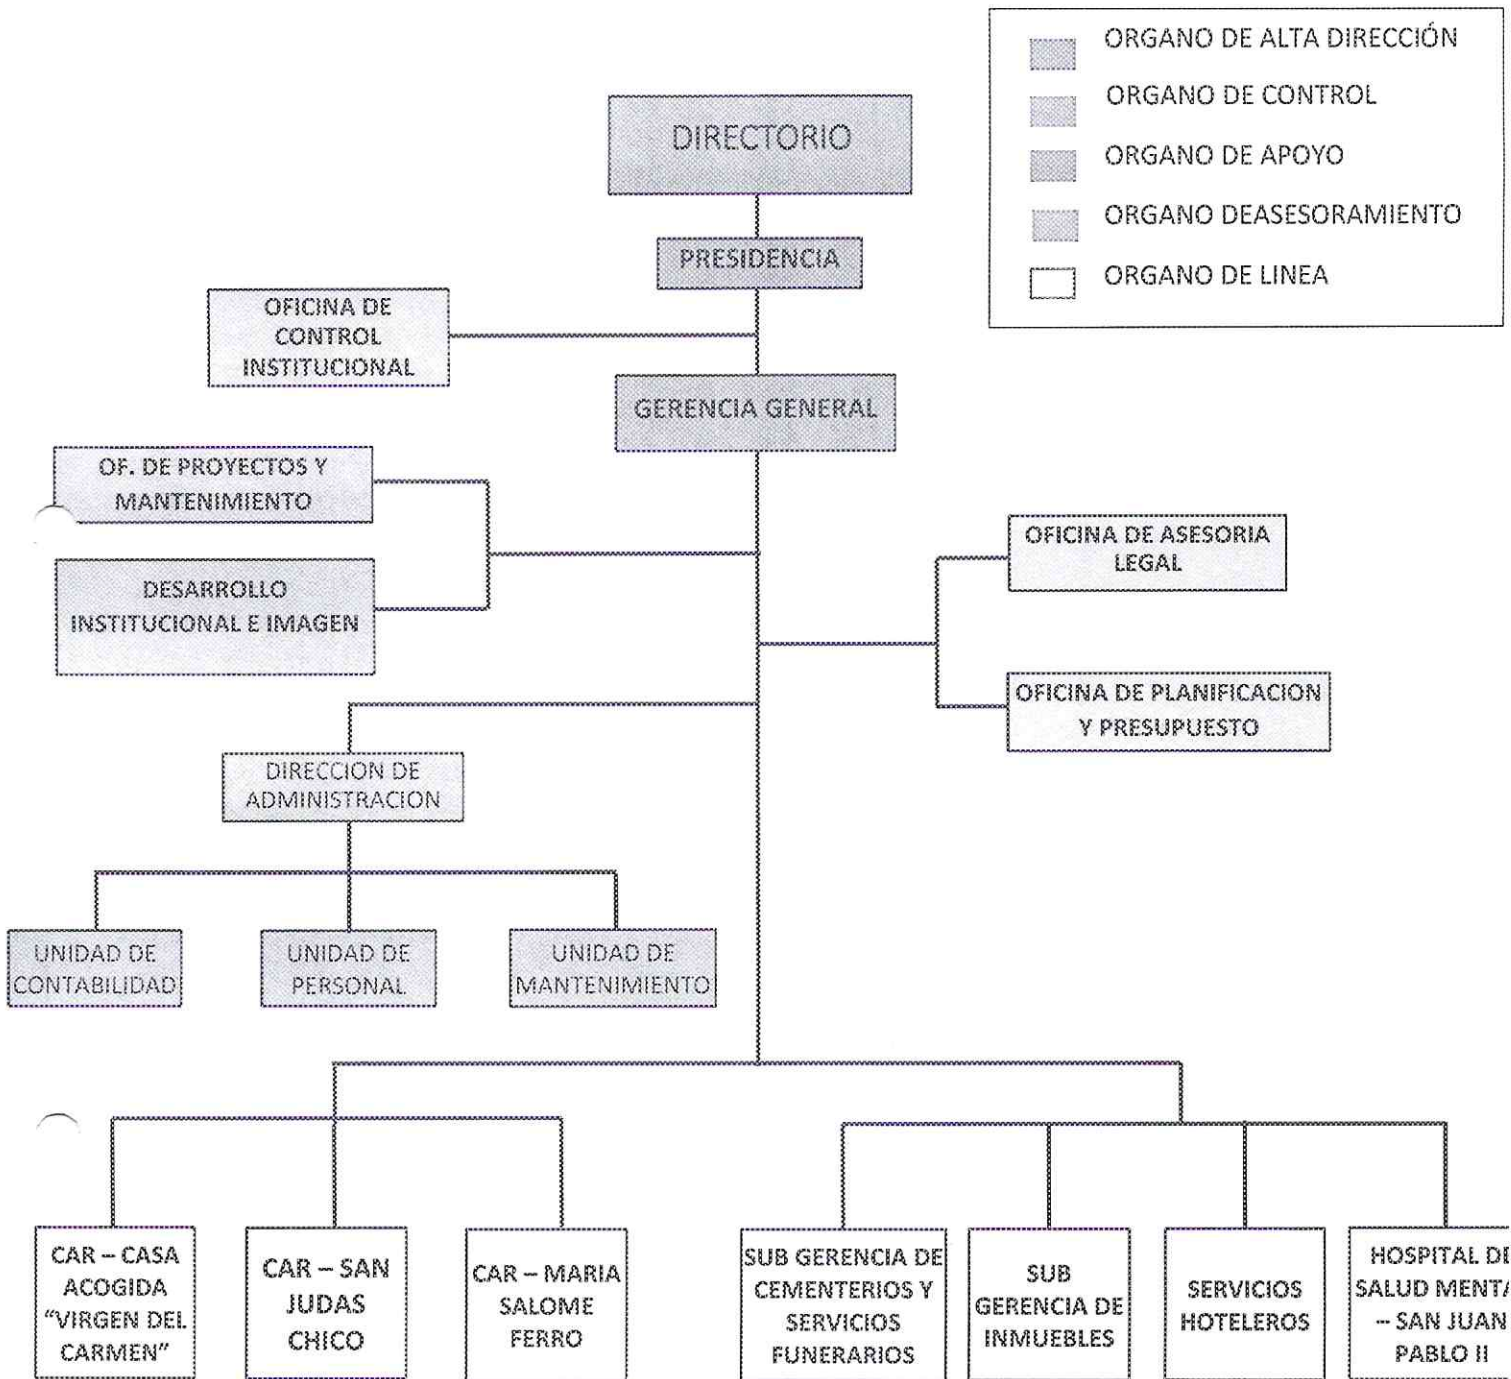 ORGANO DE ALTA DIRECCIÓN
ORGANO DE CONTROL
ORGANO DE APOYO
ORGANO DEASESORAMIENTO
ORGANO DE LINEA
DIRECTORIO
PRESIDENCIA
OFICINA DE
CONTROL
INSTITUCIONAL
GERENCIA GENERAL
OF. DE PROYECTOS Y
MANTENIMIENTO
DESARROLLO
INSTITUCIONAL E IMAGEN
OFICINA DE ASESORIA
LEGAL
OFICINA DE PLANIFICACION
Y PRESUPUESTO
DIRECCION DE
ADMINISTRACION
UNIDAD DE
CONTABILIDAD
UNIDAD DE
PERSONAL
UNIDAD DE
MANTENIMIENTO
CAR – CASA
ACOGIDA
“VIRGEN DEL
CARMEN”
CAR – SAN
JUDAS
CHICO
CAR – MARIA
SALOME
FERRO
SUB GERENCIA DE
CEMENTERIOS Y
SERVICIOS
FUNERARIOS
SUB
GERENCIA DE
INMUEBLES
SERVICIOS
HOTELEROS
HOSPITAL
SALUD
– SAN JUAN
PABLO II